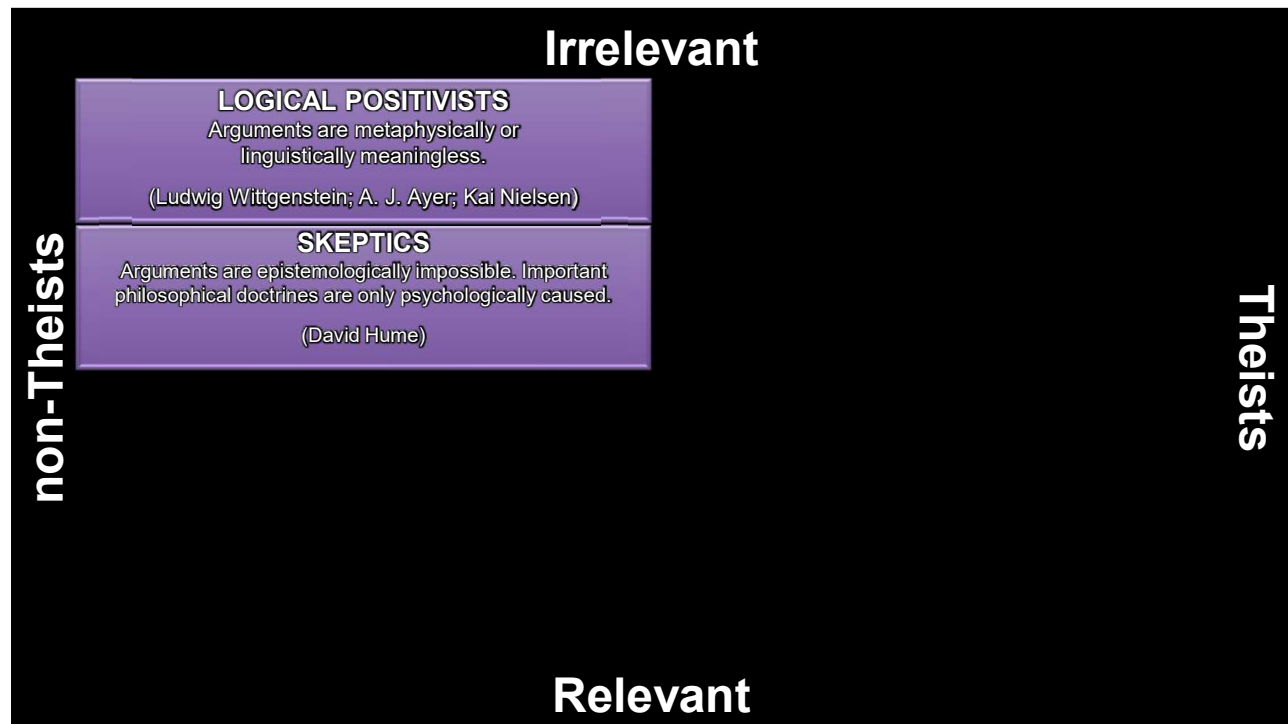 Irrelevant
LOGICAL POSITIVISTS
Arguments are metaphysically or
linguistically meaningless.
(Ludwig Wittgenstein; A. J. Ayer; Kai Nielsen)
SKEPTICS
Arguments are epistemologically impossible. Important
philosophical doctrines are only psychologically caused.
(David Hume)
non-Theists
Theists
Relevant